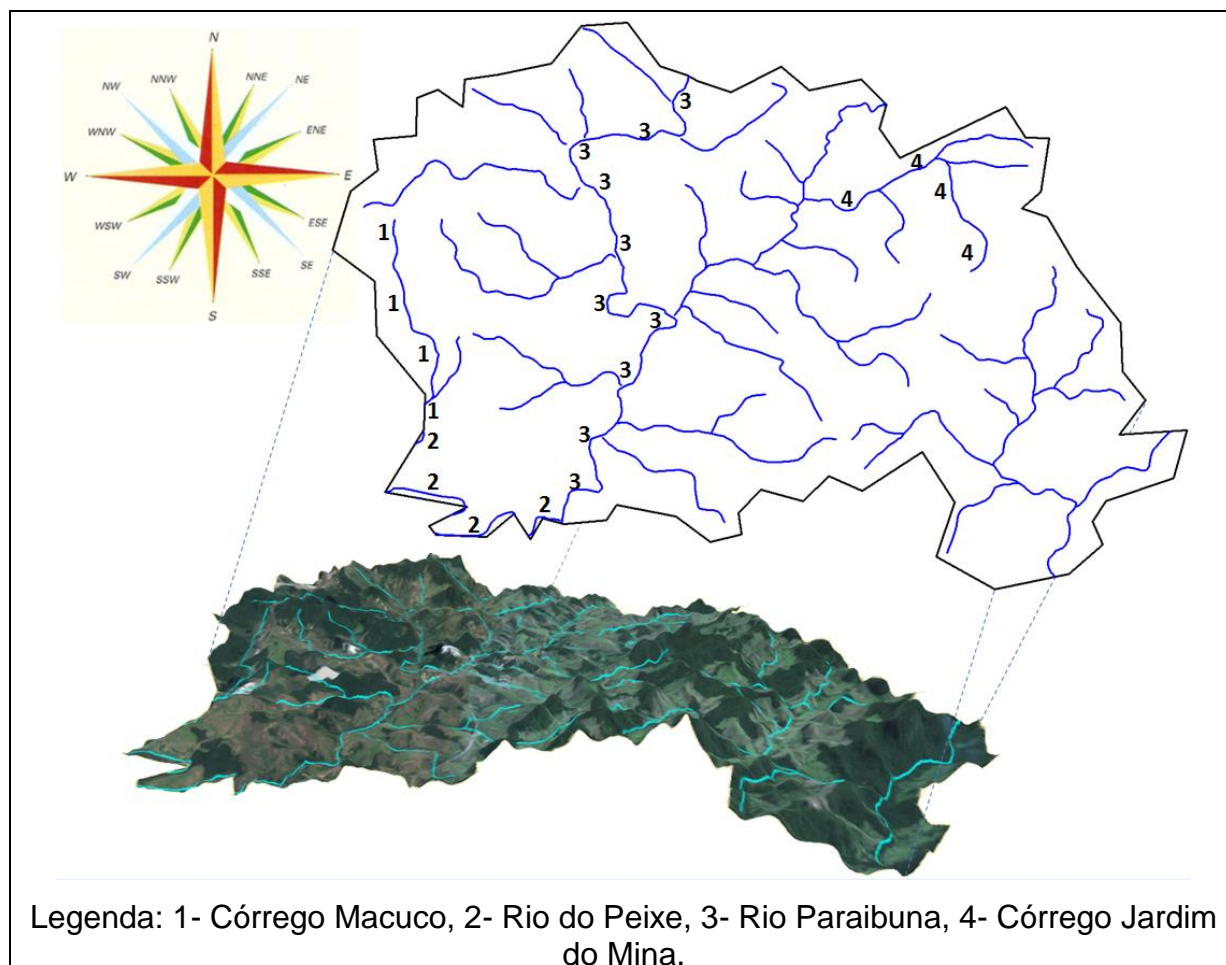 N
NNW
NNE
NW
NE
WNW
ENE
W
E
WSW
ESE
SW
SE
SSW
SSE
S
3
3
3
4
3
4
4
1
3
4
1
3
3
1
3
1
3
2
2
3
2
2
Legenda: 1- Córrego Macuco, 2- Rio do Peixe, 3- Rio Paraibuna, 4- Córrego Jardim
do Mina.